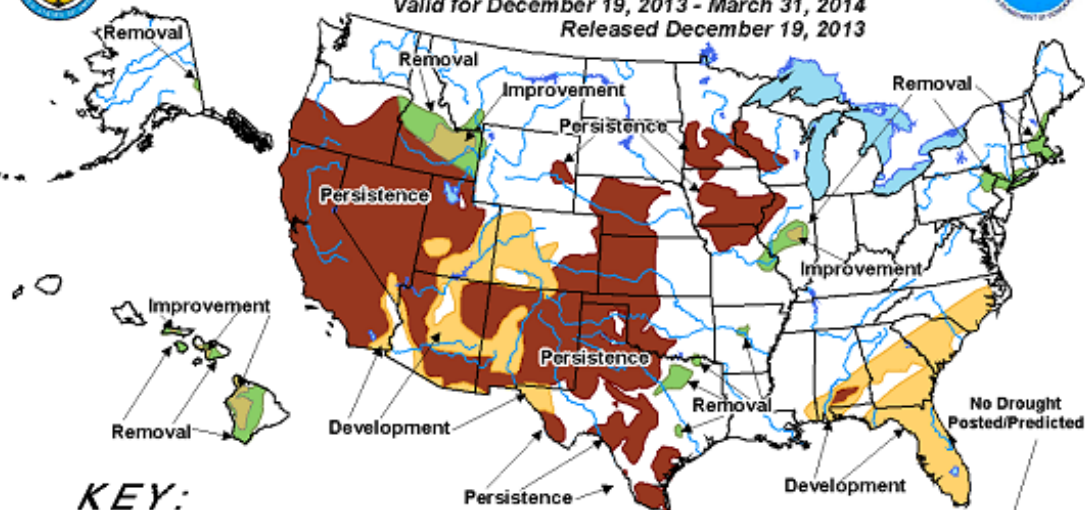 Valid for December 19, 2013 - March 31, 2014
Released December 19, 2013
Removal
Removal
Improvement
Persistence
Removal
Persistence
Improvement
Improvement
Removal
Persistence
Removal
Development
Persistence
Development
No Drought
Posted/Predicted
KEY: